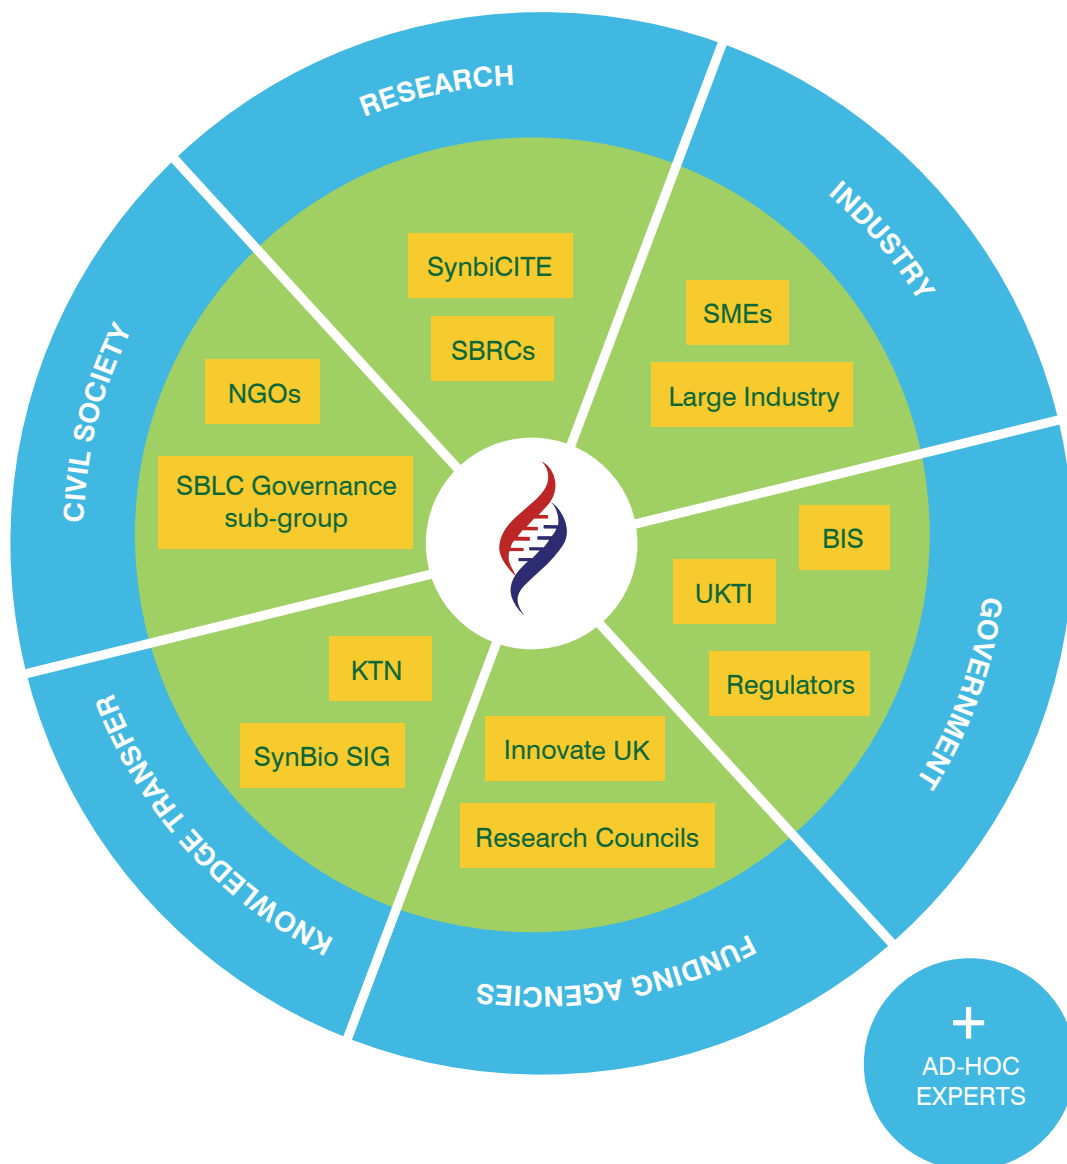 RESEARCH
SynbiCITE
SBRCs
INDUSTRY
SMEs
Large Industry
GOVERNMENT
BIS
UKTI
Regulators
FUNDING AGENCIES
Innovate UK
Research Councils
KNOWLEDGE TRANSFER
KTN
SynBio SIG
CIVIL SOCIETY
NGOs
SBLC Governance
sub-group
+
AD-HOC
EXPERTS